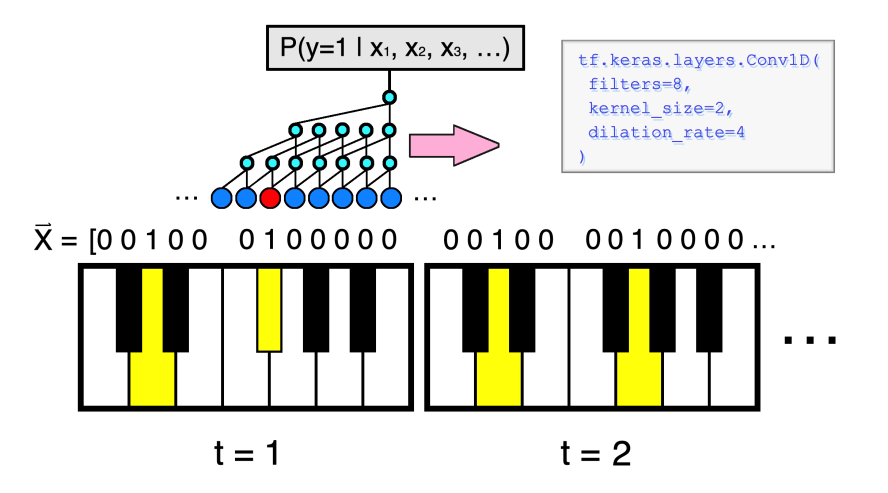 P(y=1 | x₁, x₂, x₃, …)
tf.keras.layers.Conv1D(
filters=8,
kernel_size=2,
dilation_rate=4
)
… …
X⃗ = [0 0 1 0 0 0 1 0 0 0 0 0 0 0 1 0 0 0 0 1 0 0 0 0 …
...
t = 1 t = 2